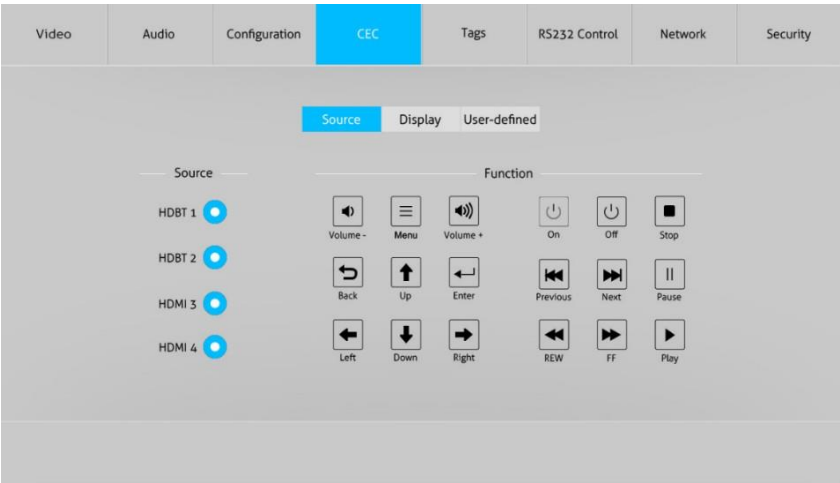 Video Audio Configuration CEC Tags RS232 Control Network Security
Source Display User-defined
Source Function
HDBT 1
HDBT 2
HDMI 3
HDMI 4
Volume - Menu Volume + On Off Stop
Back Up Enter Previous Next Pause
Left Down Right REW FF Play